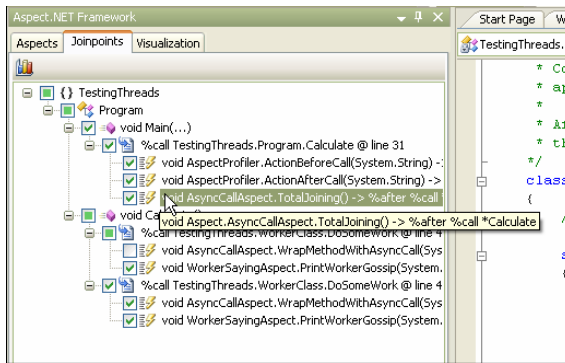 Aspect.NET Framework
Start Page
Aspects Joinpoints Visualization
TestingThreads.
{} TestingThreads
Program
void Main(...)
%call TestingThreads.Program.Calculate @ line 31
void AspectProfiler.ActionBeforeCall(System.String) -
void AspectProfiler.ActionAfterCall(System.String) ->
void AsyncCallAspect.TotalJoining() -> %after %call
void Ca
void Aspect.AsyncCallAspect.TotalJoining() -> %after %call *Calculate
%call TestingThreads.WorkerClass.DoSomeWork @ line 4
void AsyncCallAspect.WrapMethodWithAsyncCall(Sys
void WorkerSayingAspect.PrintWorkerGossip(System.
%call TestingThreads.WorkerClass.DoSomeWork @ line 4
void AsyncCallAspect.WrapMethodWithAsyncCall(Sys
void WorkerSayingAspect.PrintWorkerGossip(System.
* Co
* ap
*
* A
* th
*/
class
{
/
s
{